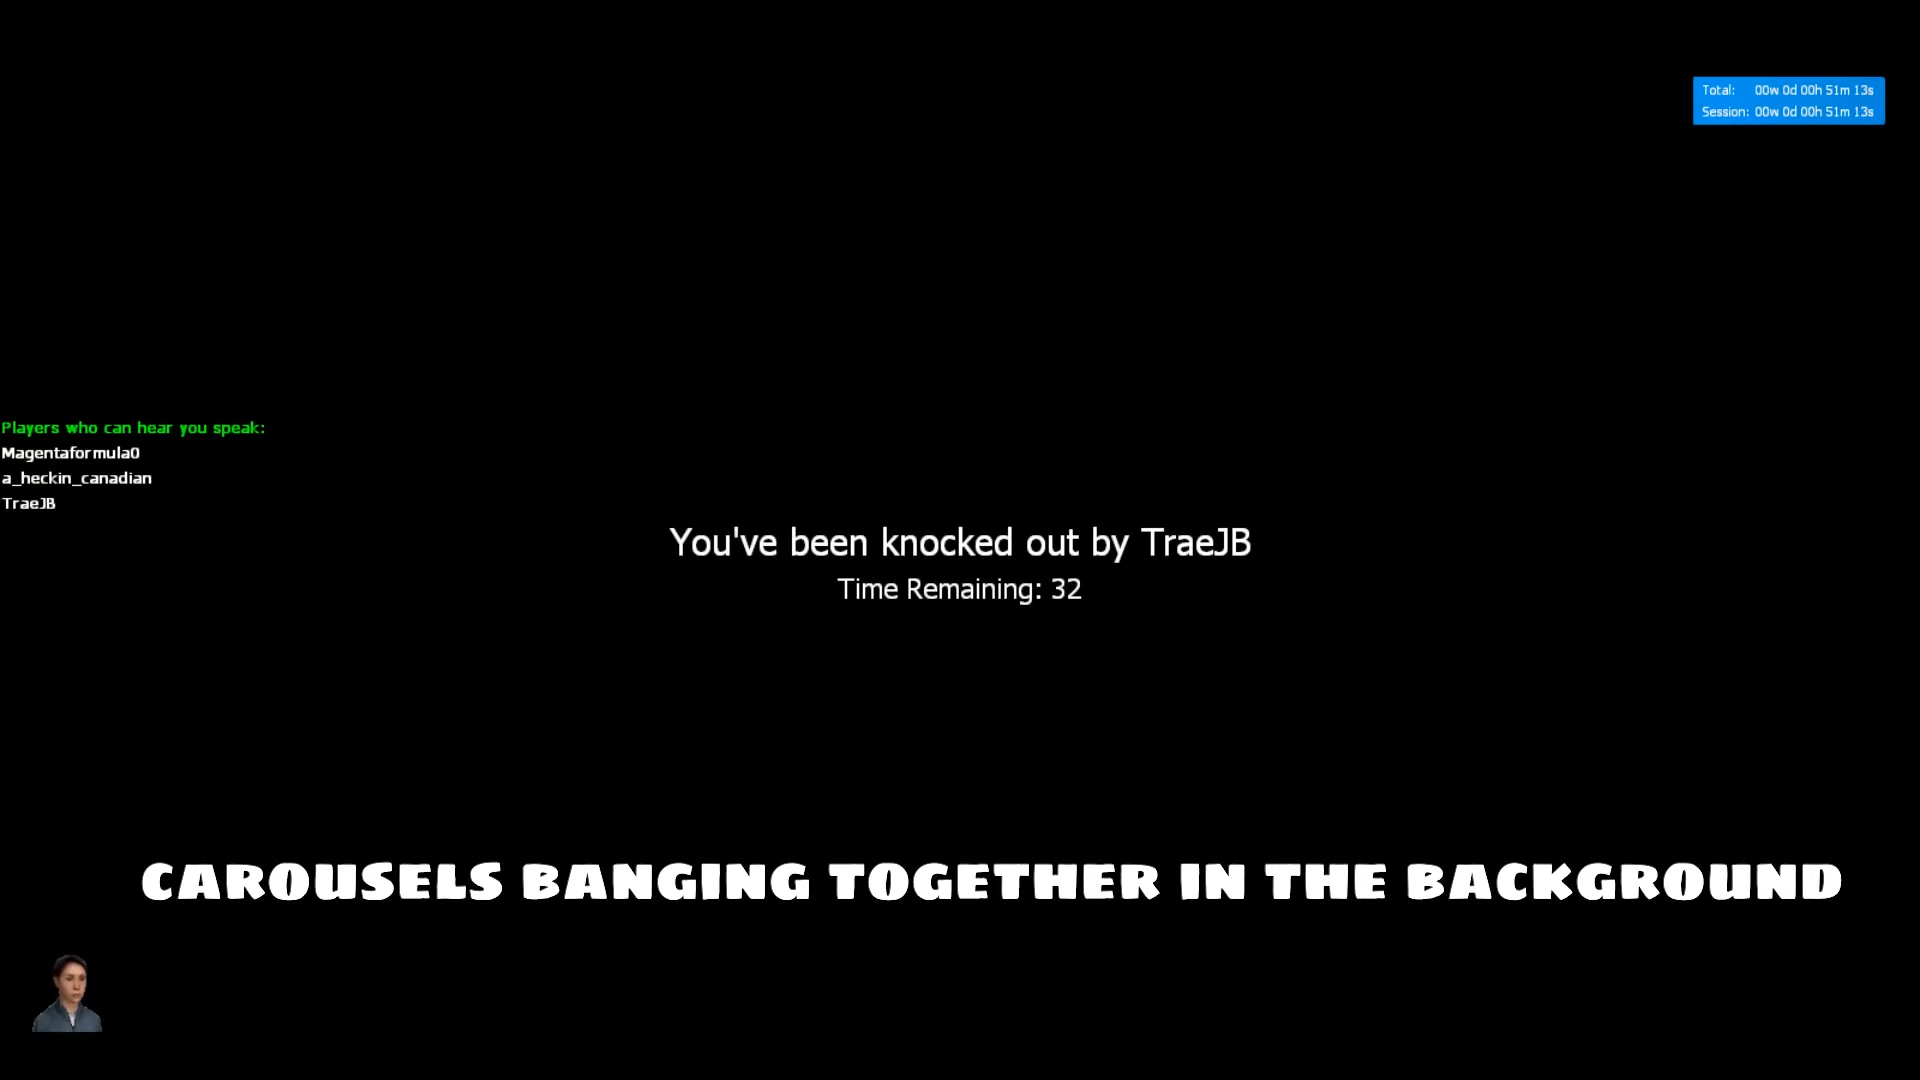 Total: 00w 0d 00h 51m 13s
Session: 00w 0d 00h 51m 13s
Players who can hear you speak:
Magentaformula0
a_heckin_canadian
TraeJB
You've been knocked out by TraeJB
Time Remaining: 32
CAROUSELS BANGING TOGETHER IN THE BACKGROUND